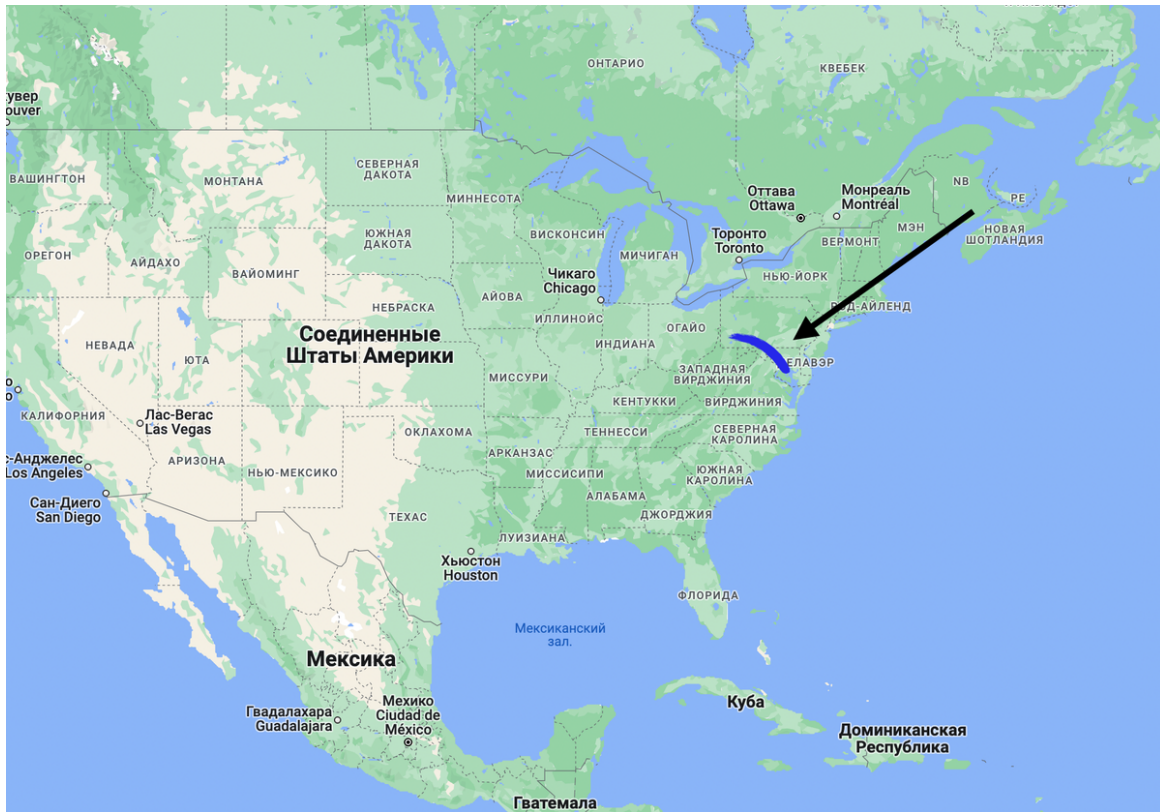 ОНТАРИО
КВЕБЕК
увер
ouver
ВАШИНГТОН
МОНТАНА
СЕВЕРНАЯ
ДАКОТА
МИННЕСОТА
Оттава
Ottawa
Монреаль
Montréal
NB
PE
НОВАЯ
ШОТЛАНДИЯ
МЭН
ВЕРМОНТ
Торонто
Toronto
ОРЕГОН
АЙДАХО
ВАЙОМИНГ
ЮЖНАЯ
ДАКОТА
ВИСКОНСИН
МИЧИГАН
НЬЮ-ЙОРК
Чикаго
Chicago
АЙОВА
НЕБРАСКА
ИЛЛИНОЙС
ОГАЙО
ОД-АЙЛЕНД
НЕВАДА
ЮТА
Соединенные
Штаты Америки
ИНДИАНА
ЕЛАВЭР
МИССУРИ
ЗАПАДНАЯ
ВИРДЖИНИЯ
КЕНТУККИ
ВИРДЖИНИЯ
о
о
КАЛИФОРНИЯ
Лас-Вегас
Las Vegas
ОКЛАХОМА
ТЕННЕССИ
СЕВЕРНАЯ
КАРОЛИНА
с-Анджелес
Los Angeles
АРИЗОНА
НЬЮ-МЕКСИКО
АРКАНЗАС
МИССИСИПИ
ЮЖНАЯ
КАРОЛИНА
АЛАБАМА
Сан-Диего
San Diego
ТЕХАС
ДЖОРДЖИЯ
ЛУИЗИАНА
Хьюстон
Houston
ФЛОРИДА
Мексиканский
зал.
Мексика
Гвадалахара
Guadalajara
Мехико
Ciudad de
México
Куба
Доминиканская
Республика
Гватемала